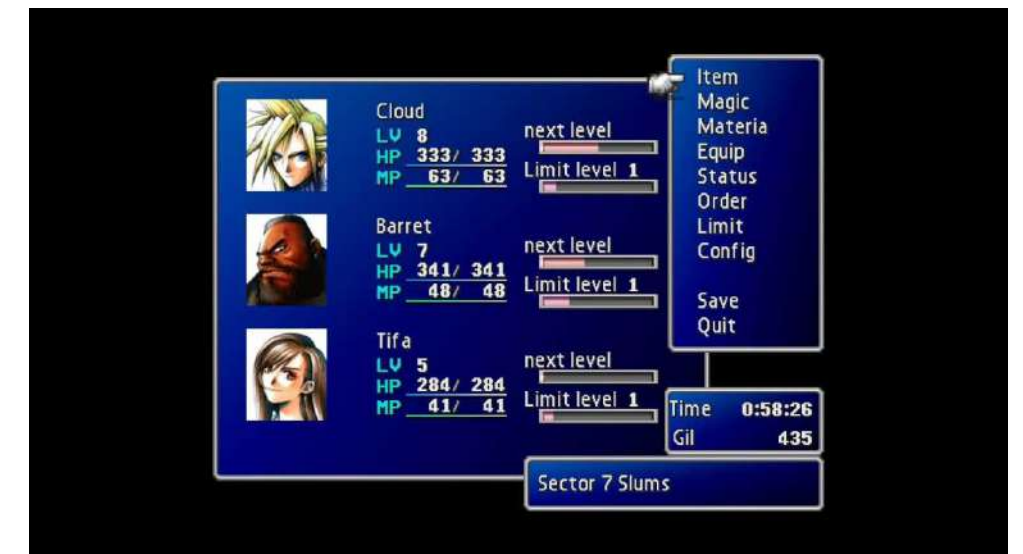 Cloud
LV 8
HP 333/ 333
MP 63/ 63
next level
Limit level 1
Barret
LV 7
HP 341/ 341
MP 48/ 48
next level
Limit level 1
Tifa
LV 5
HP 284/ 284
MP 41/ 41
next level
Limit level 1
Item
Magic
Materia
Equip
Status
Order
Limit
Config
Save
Quit
Time 0:58:26
Gil 435
Sector 7 Slums